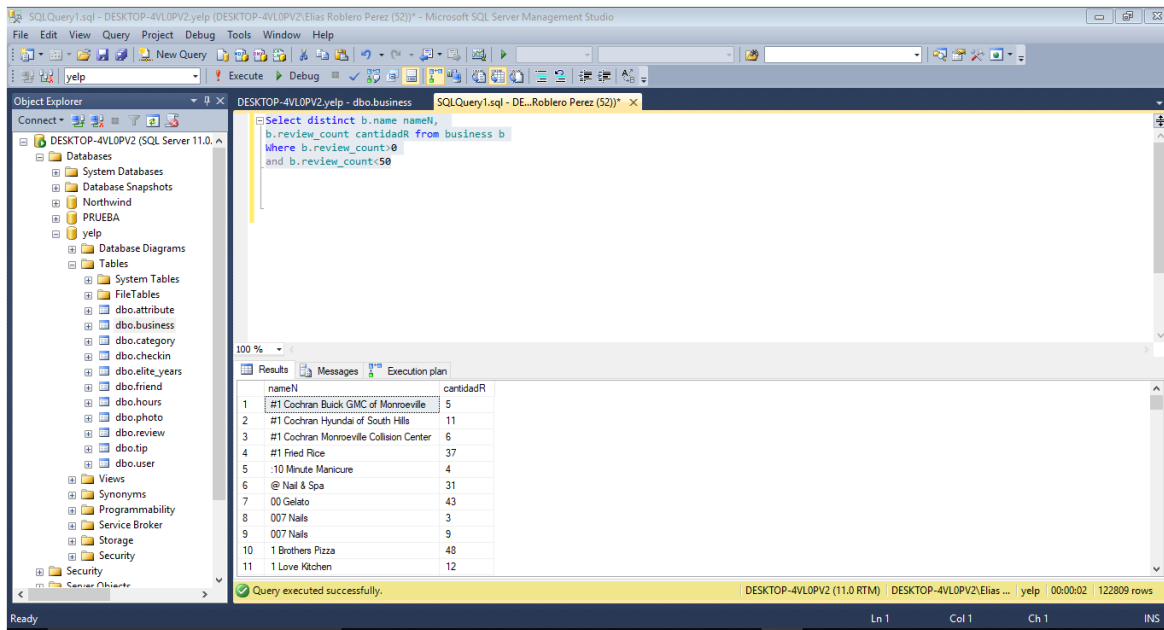 SQLQuery1.sql - DESKTOP-4VL0PV2.yelp (DESKTOP-4VL0PV2\Elias Roblero Perez (52))* - Microsoft SQL Server Management Studio
File Edit View Query Project Debug Tools Window Help
New Query
yelp Execute Debug
Object Explorer
Connect
DESKTOP-4VL0PV2 (SQL Server 11.0.
Databases
System Databases
Database Snapshots
Northwind
PRUEBA
yelp
Database Diagrams
Tables
System Tables
FileTables
dbo.attribute
dbo.business
dbo.category
dbo.checkin
dbo.elite_years
dbo.friend
dbo.hours
dbo.photo
dbo.review
dbo.tip
dbo.user
Views
Synonyms
Programmability
Service Broker
Storage
Security
Security
Server Objects
DESKTOP-4VL0PV2.yelp - dbo.business SQLQuery1.sql - DE...Roblero Perez (52))*
Select distinct b.name nameN,
b.review_count cantidadR from business b
Where b.review_count>0
and b.review_count<50
100 %
Results Messages Execution plan
nameN cantidadR
1 #1 Cochran Buick GMC of Monroeville 5
2 #1 Cochran Hyundai of South Hills 11
3 #1 Cochran Monroeville Collision Center 6
4 #1 Fried Rice 37
5 :10 Minute Manicure 4
6 @ Nail & Spa 31
7 00 Gelato 43
8 007 Nails 3
9 007 Nails 9
10 1 Brothers Pizza 48
11 1 Love Kitchen 12
Query executed successfully. DESKTOP-4VL0PV2 (11.0 RTM) DESKTOP-4VL0PV2\Elias ... yelp 00:00:02 122809 rows
Ready Ln 1 Col 1 Ch 1 INS